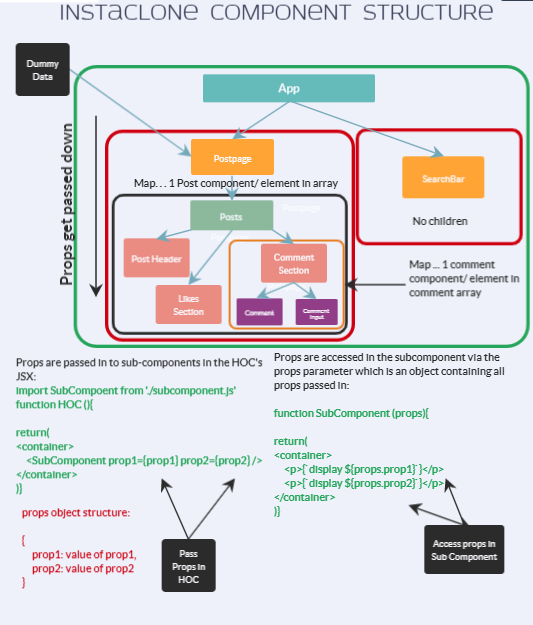 INSTACLONE COMPONENT STRUCTURE
Dummy
Data
App
Props get passed down
Postpage
Map... 1 Post component/ element in array
SearchBar
No children
Posts
Postpage
Post Header
Comment
Section
Likes
Section
Comment
Comment
Input
Map ... 1 comment
component/ element in
comment array
Props are passed in to sub-components in the HOC's
JSX:
import SubCompoent from './subcomponent.js'
function HOC (){
return(
<container>
<SubComponent prop1={prop1} prop2={prop2} />
</container>
)}
props object structure:
{
prop1: value of prop1,
prop2: value of prop2
}
Pass
Props in
HOC
Props are accessed in the subcomponent via the
props parameter which is an object containing all
props passed in:
function SubComponent (props){
return(
<container>
<p>{`display ${props.prop1}`}</p>
<p>{`display ${props.prop2}`}</p>
</container>
)}
Access props in
Sub Component